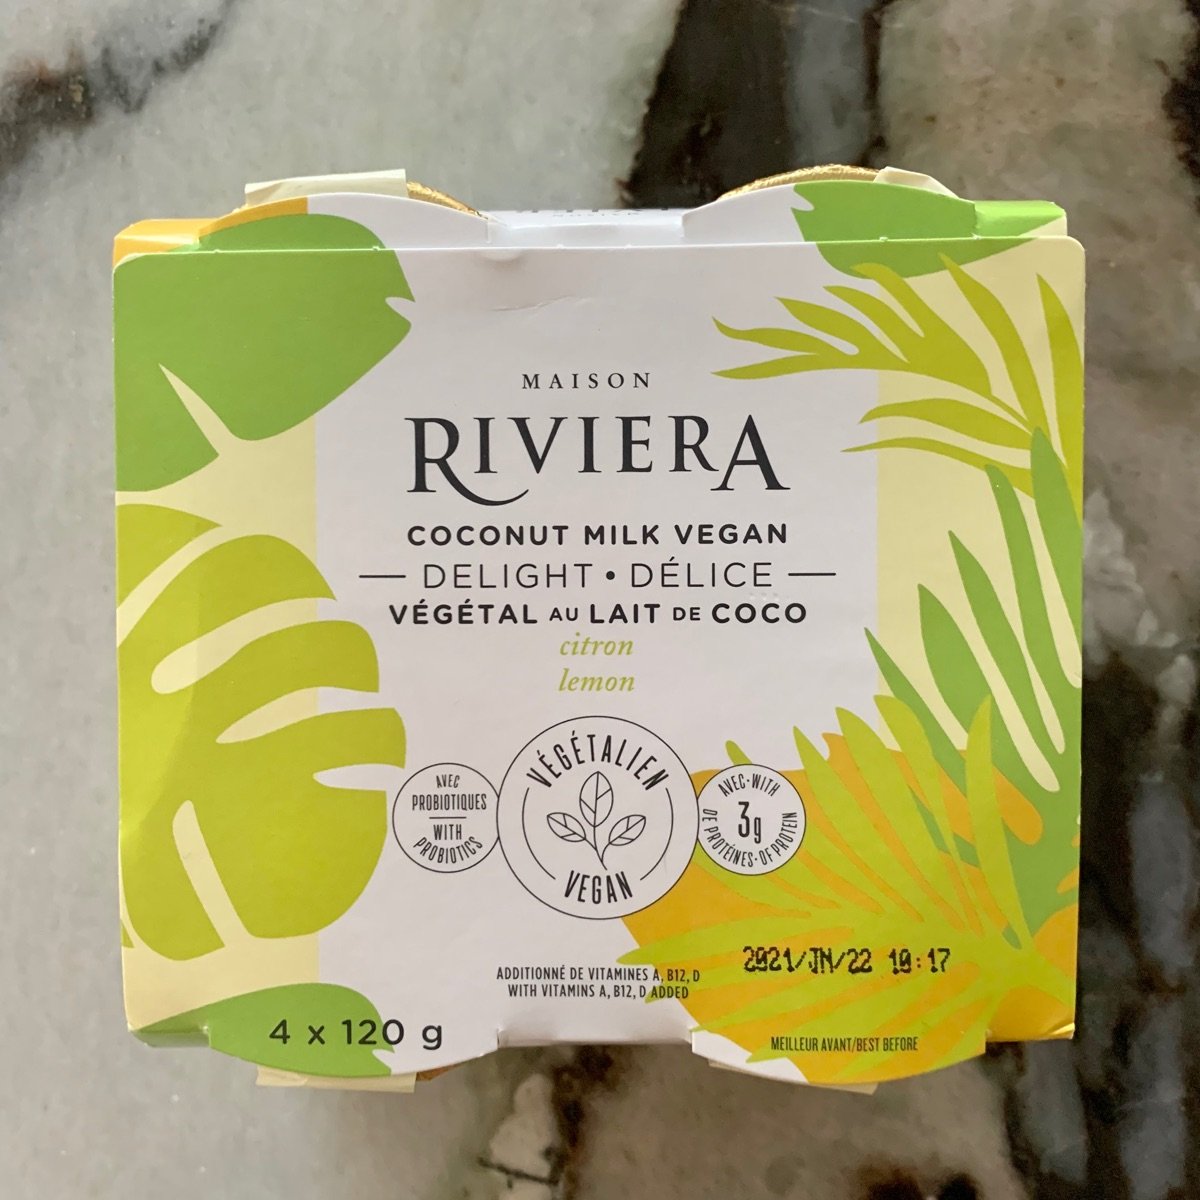 MAISON
RIVIERA
COCONUT MILK VEGAN
DELIGHT • DÉLICE
VÉGÉTAL AU LAIT DE COCO
citron
lemon
AVEC
PROBIOTIQUES
WITH
PROBIOTICS
VÉGÉTALIEN
VEGAN
AVEC • WITH
3g
DE PROTÉINES • OF PROTEIN
2021/JN/22 10:17
ADDITIONNÉ DE VITAMINES A, B12, D
WITH VITAMINS A, B12, D ADDED
4 x 120 g
MEILLEUR AVANT/BEST BEFORE